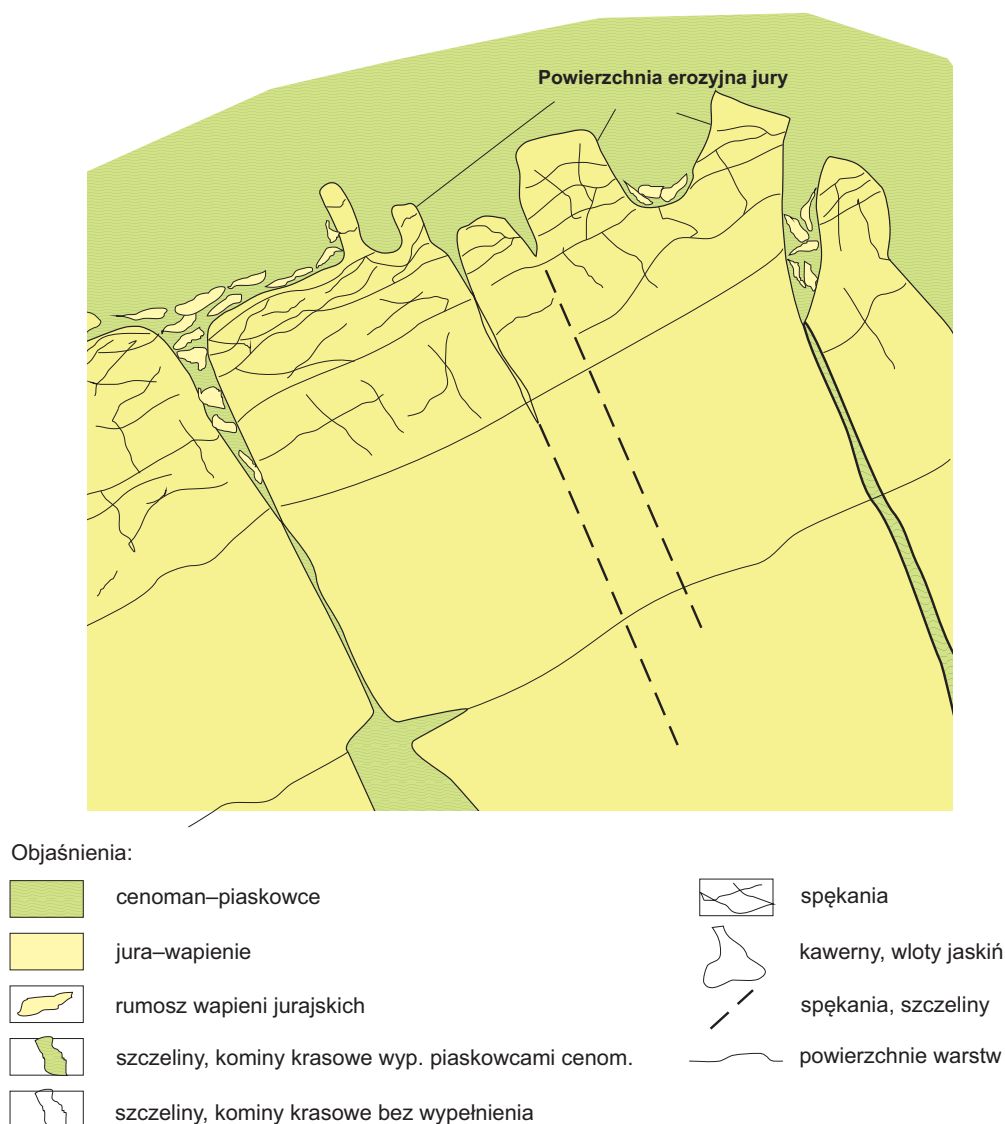 Powierzchnia erozyjna jury
Objaśnienia:
cenoman–piaskowce
jura–wapienie
rumosz wapieni jurajskich
szczeliny, kominy krasowe wyp. piaskowcami cenom.
szczeliny, kominy krasowe bez wypełnienia
spękania
kawerny, wloty jaskiń
spękania, szczeliny
powierzchnie warstw